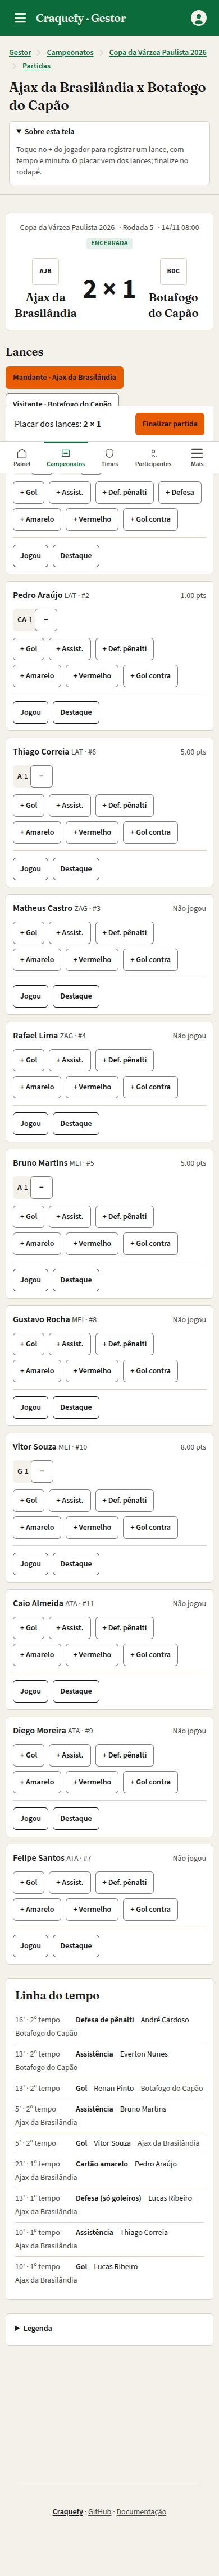 Craquefy · Gestor
Gestor > Campeonatos > Copa da Várzea Paulista 2026
> Partidas
Ajax da Brasilândia x Botafogo
do Capão
▼ Sobre esta tela
Toque no + do jogador para registrar um lance, com
tempo e minuto. O placar vem dos lances; finalize no
rodapé.
Copa da Várzea Paulista 2026 · Rodada 5 · 14/11 08:00
ENCERRADA
AJB
BDC
2 × 1
Ajax da
Brasilândia
Botafogo
do Capão
Lances
Mandante · Ajax da Brasilândia
Visitante · Botafogo do Capão
Placar dos lances: 2 × 1
Finalizar partida
Painel
Campeonatos
Times
Participantes
Mais
+ Gol
+ Assist.
+ Def. pênalti
+ Defesa
+ Amarelo
+ Vermelho
+ Gol contra
Jogou
Destaque
Pedro Araújo LAT · #2
-1.00 pts
CA 1
−
+ Gol
+ Assist.
+ Def. pênalti
+ Amarelo
+ Vermelho
+ Gol contra
Jogou
Destaque
Thiago Correia LAT · #6
5.00 pts
A 1
−
+ Gol
+ Assist.
+ Def. pênalti
+ Amarelo
+ Vermelho
+ Gol contra
Jogou
Destaque
Matheus Castro ZAG · #3
Não jogou
+ Gol
+ Assist.
+ Def. pênalti
+ Amarelo
+ Vermelho
+ Gol contra
Jogou
Destaque
Rafael Lima ZAG · #4
Não jogou
+ Gol
+ Assist.
+ Def. pênalti
+ Amarelo
+ Vermelho
+ Gol contra
Jogou
Destaque
Bruno Martins MEI · #5
5.00 pts
A 1
−
+ Gol
+ Assist.
+ Def. pênalti
+ Amarelo
+ Vermelho
+ Gol contra
Jogou
Destaque
Gustavo Rocha MEI · #8
Não jogou
+ Gol
+ Assist.
+ Def. pênalti
+ Amarelo
+ Vermelho
+ Gol contra
Jogou
Destaque
Vitor Souza MEI · #10
8.00 pts
G 1
−
+ Gol
+ Assist.
+ Def. pênalti
+ Amarelo
+ Vermelho
+ Gol contra
Jogou
Destaque
Caio Almeida ATA · #11
Não jogou
+ Gol
+ Assist.
+ Def. pênalti
+ Amarelo
+ Vermelho
+ Gol contra
Jogou
Destaque
Diego Moreira ATA · #9
Não jogou
+ Gol
+ Assist.
+ Def. pênalti
+ Amarelo
+ Vermelho
+ Gol contra
Jogou
Destaque
Felipe Santos ATA · #7
Não jogou
+ Gol
+ Assist.
+ Def. pênalti
+ Amarelo
+ Vermelho
+ Gol contra
Jogou
Destaque
Linha do tempo
16' · 2º tempo Defesa de pênalti André Cardoso
Botafogo do Capão
13' · 2º tempo Assistência Everton Nunes
Botafogo do Capão
13' · 2º tempo Gol Renan Pinto Botafogo do Capão
5' · 2º tempo Assistência Bruno Martins
Ajax da Brasilândia
5' · 2º tempo Gol Vitor Souza Ajax da Brasilândia
23' · 1º tempo Cartão amarelo Pedro Araújo
Ajax da Brasilândia
13' · 1º tempo Defesa (só goleiros) Lucas Ribeiro
Ajax da Brasilândia
10' · 1º tempo Assistência Thiago Correia
Ajax da Brasilândia
10' · 1º tempo Gol Lucas Ribeiro
Ajax da Brasilândia
▶ Legenda
Craquefy · GitHub · Documentação